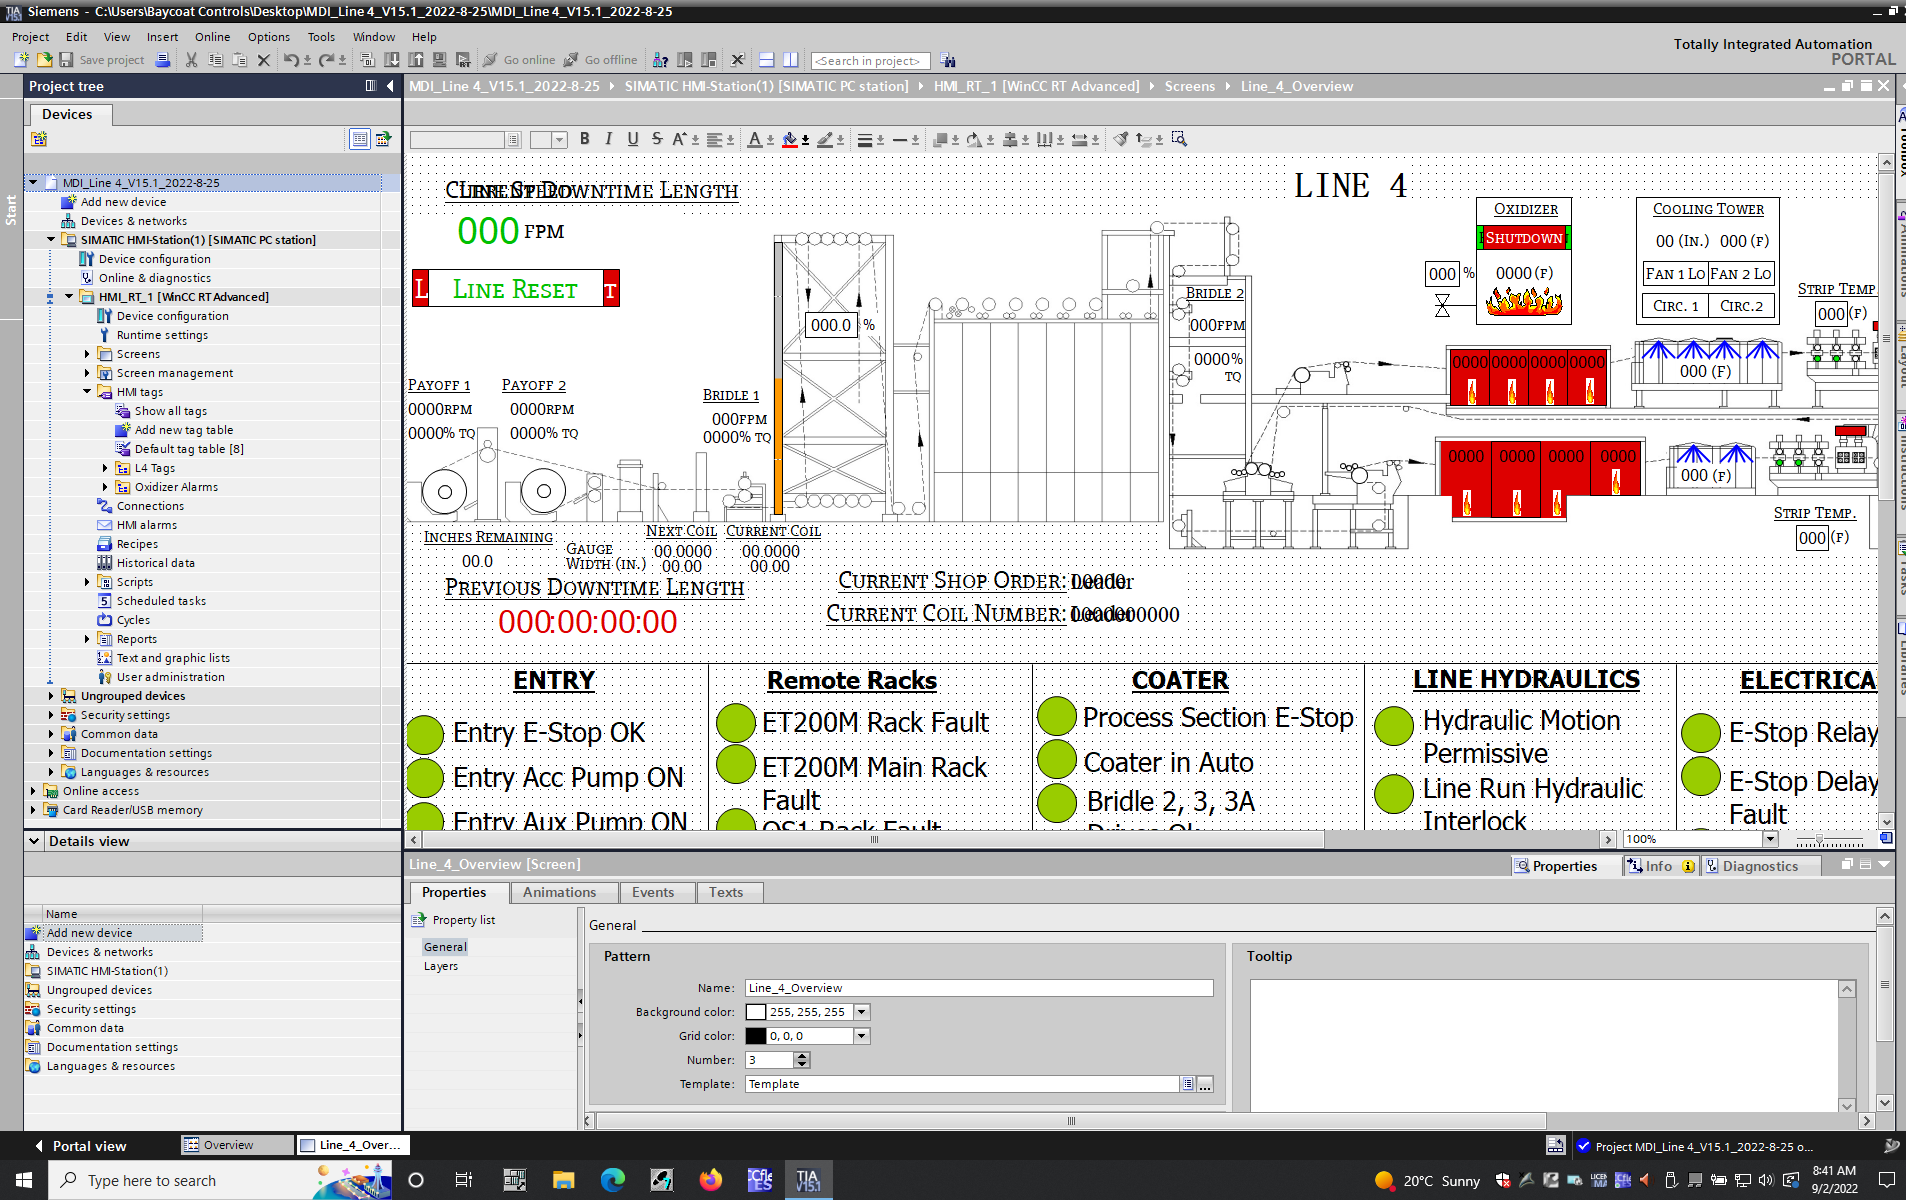 Siemens - C:\Users\Baycoat Controls\Desktop\MDI_Line 4_V15.1_2022-8-25\MDI_Line 4_V15.1_2022-8-25
Project Edit View Insert Online Options Tools Window Help
Totally Integrated Automation
PORTAL
Save project Go online Go offline <Search in project>
Project tree
MDI_Line 4_V15.1_2022-8-25 SIMATIC HMI-Station(1) [SIMATIC PC station] HMI_RT_1 [WinCC RT Advanced] Screens Line_4_Overview
Devices
Start
MDI_Line 4_V15.1_2022-8-25
Add new device
Devices & networks
SIMATIC HMI-Station(1) [SIMATIC PC station]
Device configuration
Online & diagnostics
HMI_RT_1 [WinCC RT Advanced]
Device configuration
Runtime settings
Screens
Screen management
HMI tags
Show all tags
Add new tag table
Default tag table [8]
L4 Tags
Oxidizer Alarms
Connections
HMI alarms
Recipes
Historical data
Scripts
Scheduled tasks
Cycles
Reports
Text and graphic lists
User administration
Ungrouped devices
Security settings
Common data
Documentation settings
Languages & resources
Online access
Card Reader/USB memory
Details view
Name
Add new device
Devices & networks
SIMATIC HMI-Station(1)
Ungrouped devices
Security settings
Common data
Documentation settings
Languages & resources
B I U S A
CURRENT DOWNTIME LENGTH
LINE SPEED
000 FPM
L LINE RESET T
LINE 4
OXIDIZER
SHUTDOWN
0000 (F)
000 %
COOLING TOWER
00 (IN.) 000 (F)
FAN 1 LO FAN 2 LO
CIRC. 1 CIRC.2
STRIP TEMP.
000 (F)
000.0 %
BRIDLE 2
000FPM
0000%
TQ
PAYOFF 1 PAYOFF 2
0000RPM 0000RPM
0000% TQ 0000% TQ
BRIDLE 1
000FPM
0000% TQ
0000 0000 0000 0000
000 (F)
0000 0000 0000 0000
000 (F)
STRIP TEMP.
000 (F)
INCHES REMAINING
00.0
NEXT COIL CURRENT COIL
GAUGE 00.0000 00.0000
WIDTH (IN.) 00.00 00.00
PREVIOUS DOWNTIME LENGTH
000:00:00:00
CURRENT SHOP ORDER: 00000 Leader
CURRENT COIL NUMBER: 0000000000 Leader
ENTRY
Entry E-Stop OK
Entry Acc Pump ON
Entry Aux Pump ON
Remote Racks
ET200M Rack Fault
ET200M Main Rack
Fault
OS1 Rack Fault
COATER
Process Section E-Stop
Coater in Auto
Bridle 2, 3, 3A
Drives Ok
LINE HYDRAULICS
Hydraulic Motion
Permissive
Line Run Hydraulic
Interlock
ELECTRICA
E-Stop Relay
E-Stop Delay
Fault
100%
Line_4_Overview [Screen]
Properties Info Diagnostics
Properties Animations Events Texts
Property list
General
Layers
General
Pattern
Name: Line_4_Overview
Background color: 255, 255, 255
Grid color: 0, 0, 0
Number: 3
Template: Template
Tooltip
Portal view Overview Line_4_Over...
Project MDI_Line 4_V15.1_2022-8-25 o...
Type here to search
TIA
V15.1
20°C Sunny
8:41 AM
9/2/2022